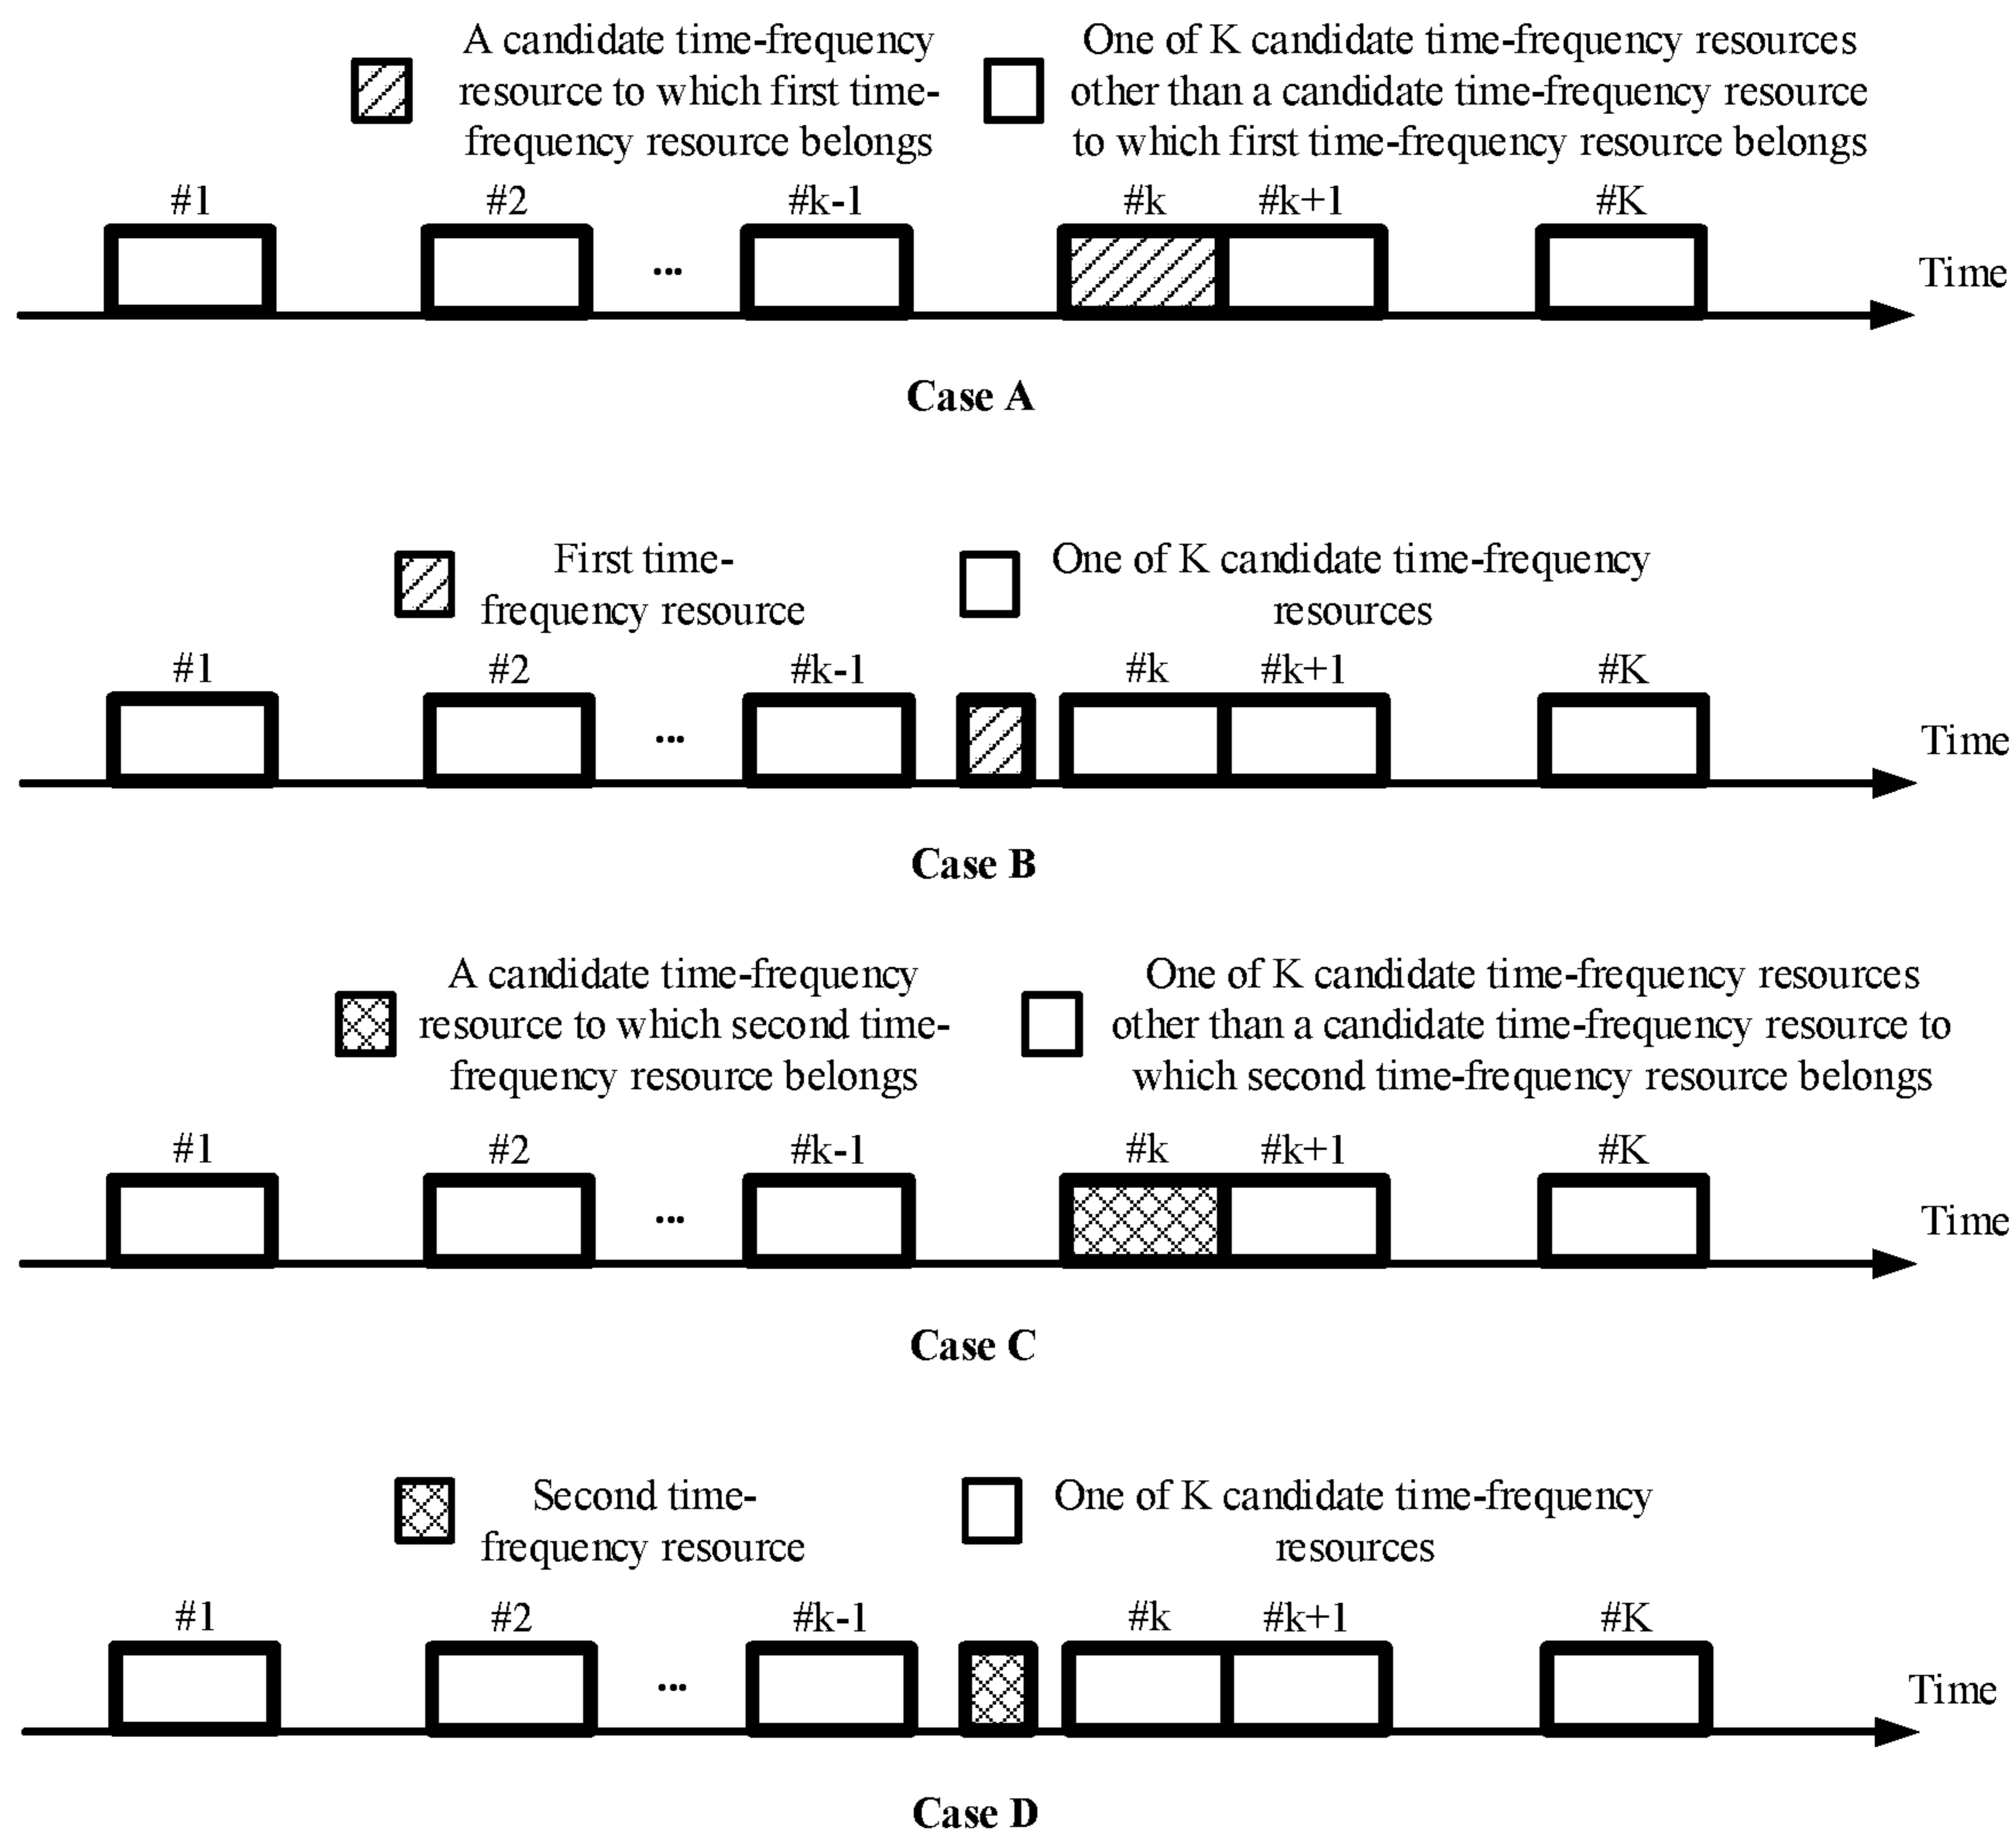 A candidate time-frequency
resource to which first time-
frequency resource belongs
One of K candidate time-frequency resources
other than a candidate time-frequency resource
to which first time-frequency resource belongs
#1 #2 #k-1 #k #k+1 #K
...
Time
Case A
First time-
frequency resource
One of K candidate time-frequency
resources
#1 #2 #k-1 #k #k+1 #K
...
Time
Case B
A candidate time-frequency
resource to which second time-
frequency resource belongs
One of K candidate time-frequency resources
other than a candidate time-frequency resource to
which second time-frequency resource belongs
#1 #2 #k-1 #k #k+1 #K
...
Time
Case C
Second time-
frequency resource
One of K candidate time-frequency
resources
#1 #2 #k-1 #k #k+1 #K
...
Time
Case D